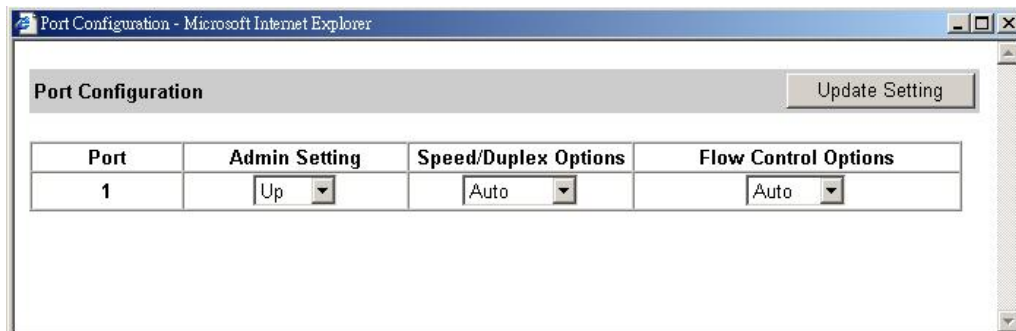 Port Configuration - Microsoft Internet Explorer
Port Configuration Update Setting
Port Admin Setting Speed/Duplex Options Flow Control Options
1 Up Auto Auto